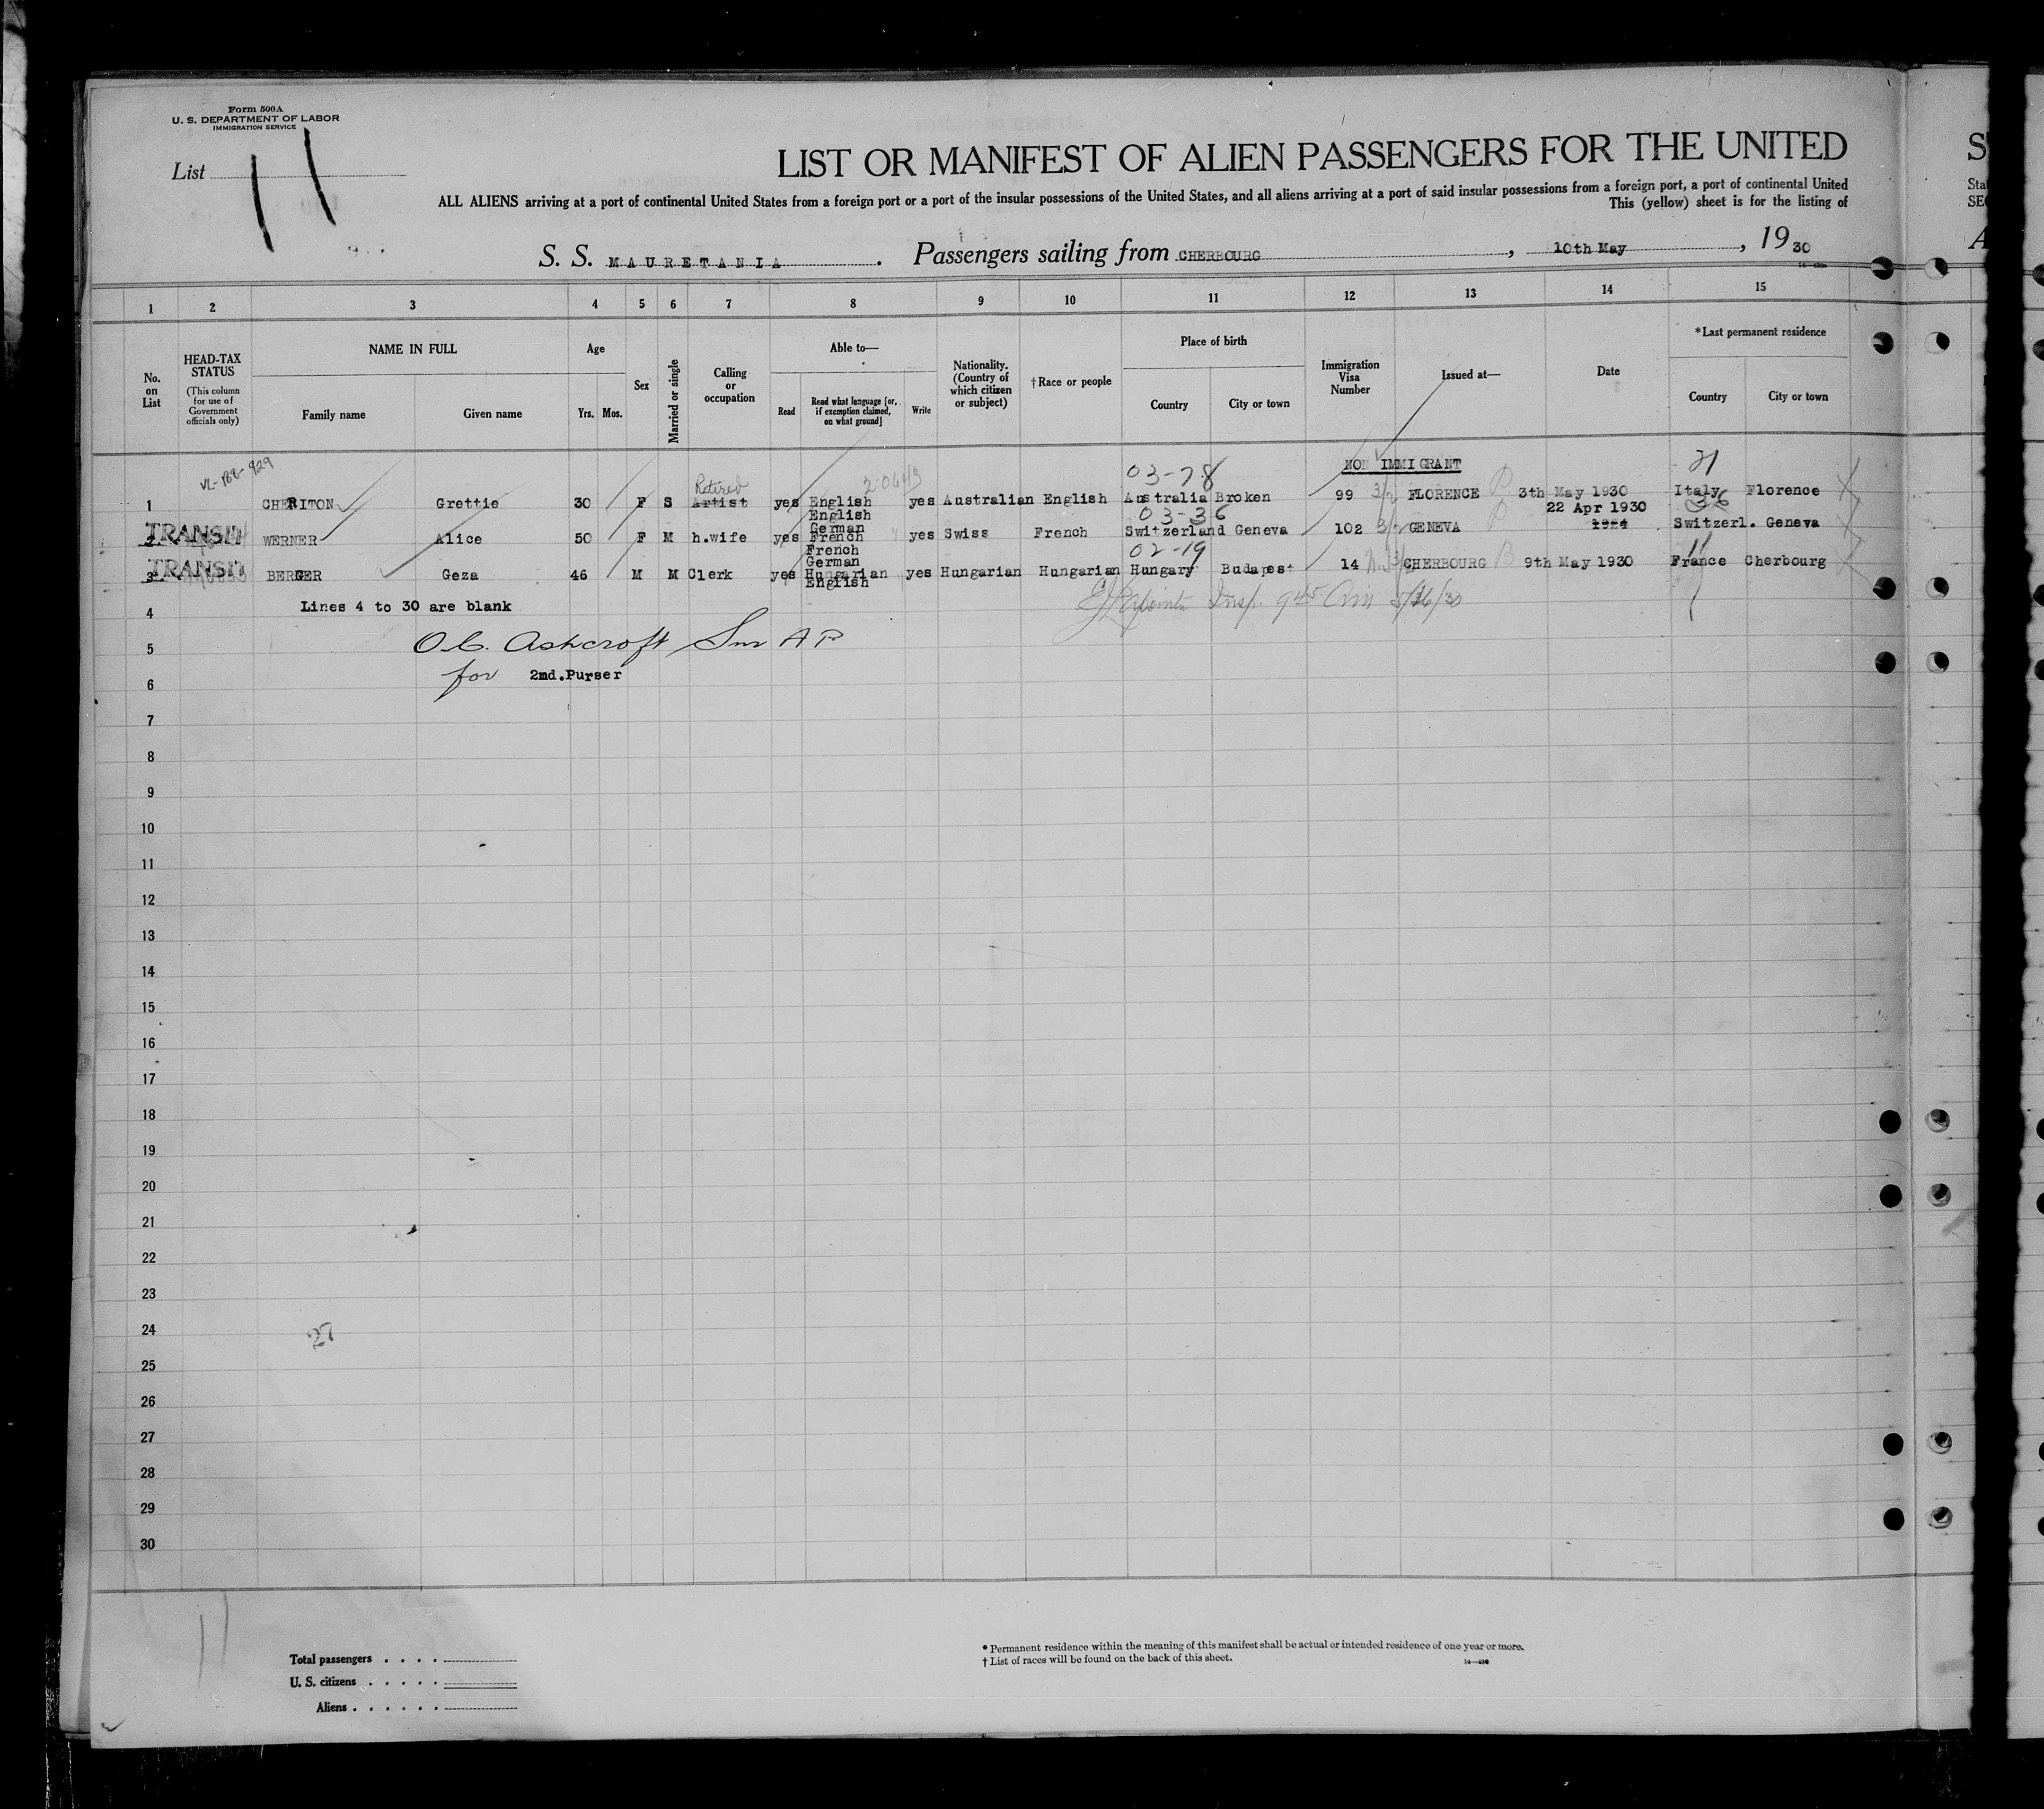 Form 500A
U. S. DEPARTMENT OF LABOR
IMMIGRATION SERVICE
List 11
LIST OR MANIFEST OF ALIEN PASSENGERS FOR THE UNITED
ALL ALIENS arriving at a port of continental United States from a foreign port or a port of the insular possessions of the United States, and all aliens arriving at a port of said insular possessions from a foreign port, a port of continental United
This (yellow) sheet is for the listing of
S. S. MAURETANIA. Passengers sailing from CHERBOURG, 10th May, 19 30
1 2 3 4 5 6 7 8 9 10 11 12 13 14 15
No. on List
HEAD-TAX STATUS
(This column for use of Government officials only)
NAME IN FULL
Family name Given name
Age
Yrs. Mos.
Sex
Married or single
Calling or occupation
Able to—
Read
Read what language [or, if exemption claimed, on what ground]
Write
Nationality. (Country of which citizen or subject)
†Race or people
Place of birth
Country City or town
Immigration Visa Number
Issued at—
Date
*Last permanent residence
Country City or town
03-78 NON IMMIGRANT 21
Retired
1 CHERITON Grettie 30 F S Artist yes English yes Australian English Australia Broken 99 FLORENCE 3th May 1930 Italy Florence
English 03-36 22 Apr 1930 36
German
TRANSIT 2 WERNER Alice 50 F M h.wife yes French yes Swiss French Switzerland Geneva 102 GENEVA Switzerl. Geneva
French 02-19 11
German
TRANSIT 3 BERGER Geza 46 M M Clerk yes Hungarian yes Hungarian Hungarian Hungary Budapest 14 CHERBOURG 9th May 1930 France Cherbourg
English
4 Lines 4 to 30 are blank
Insp. 9 45 am 5/16/30
5 O.C. Ashcroft
6 for 2nd.Purser
7
8
9
10
11
12
13
14
15
16
17
18
19
20
21
22
23
24 27
25
26
27
28
29
30
11
Total passengers
U. S. citizens
Aliens
* Permanent residence within the meaning of this manifest shall be actual or intended residence of one year or more.
† List of races will be found on the back of this sheet.